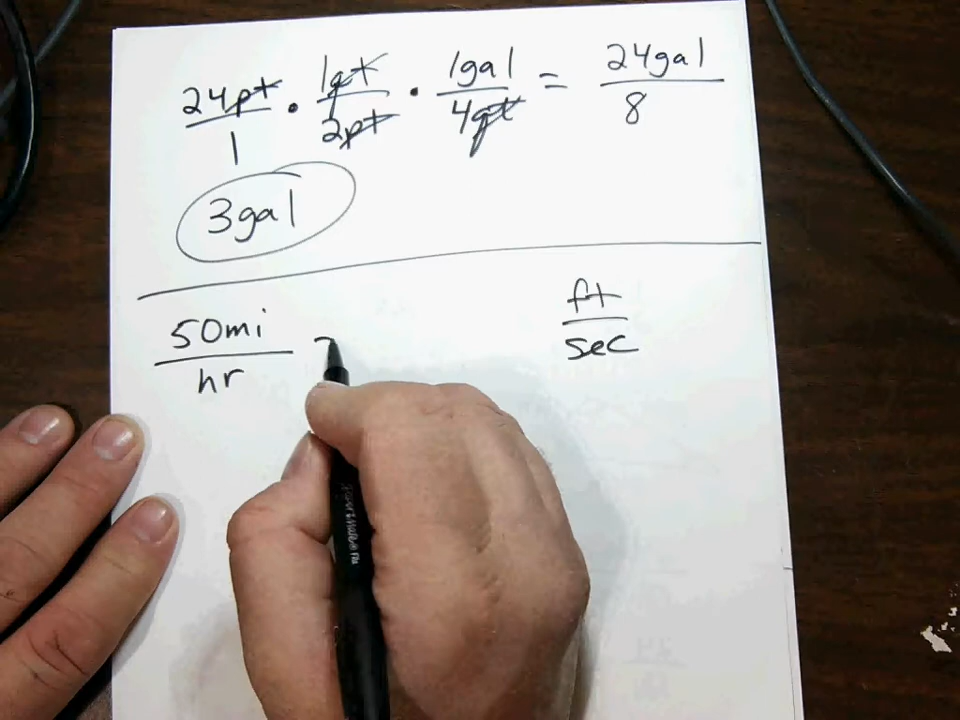 24pt/1 • 1qt/2pt • 1gal/4qt = 24gal/8
3gal
50mi/hr ft/sec